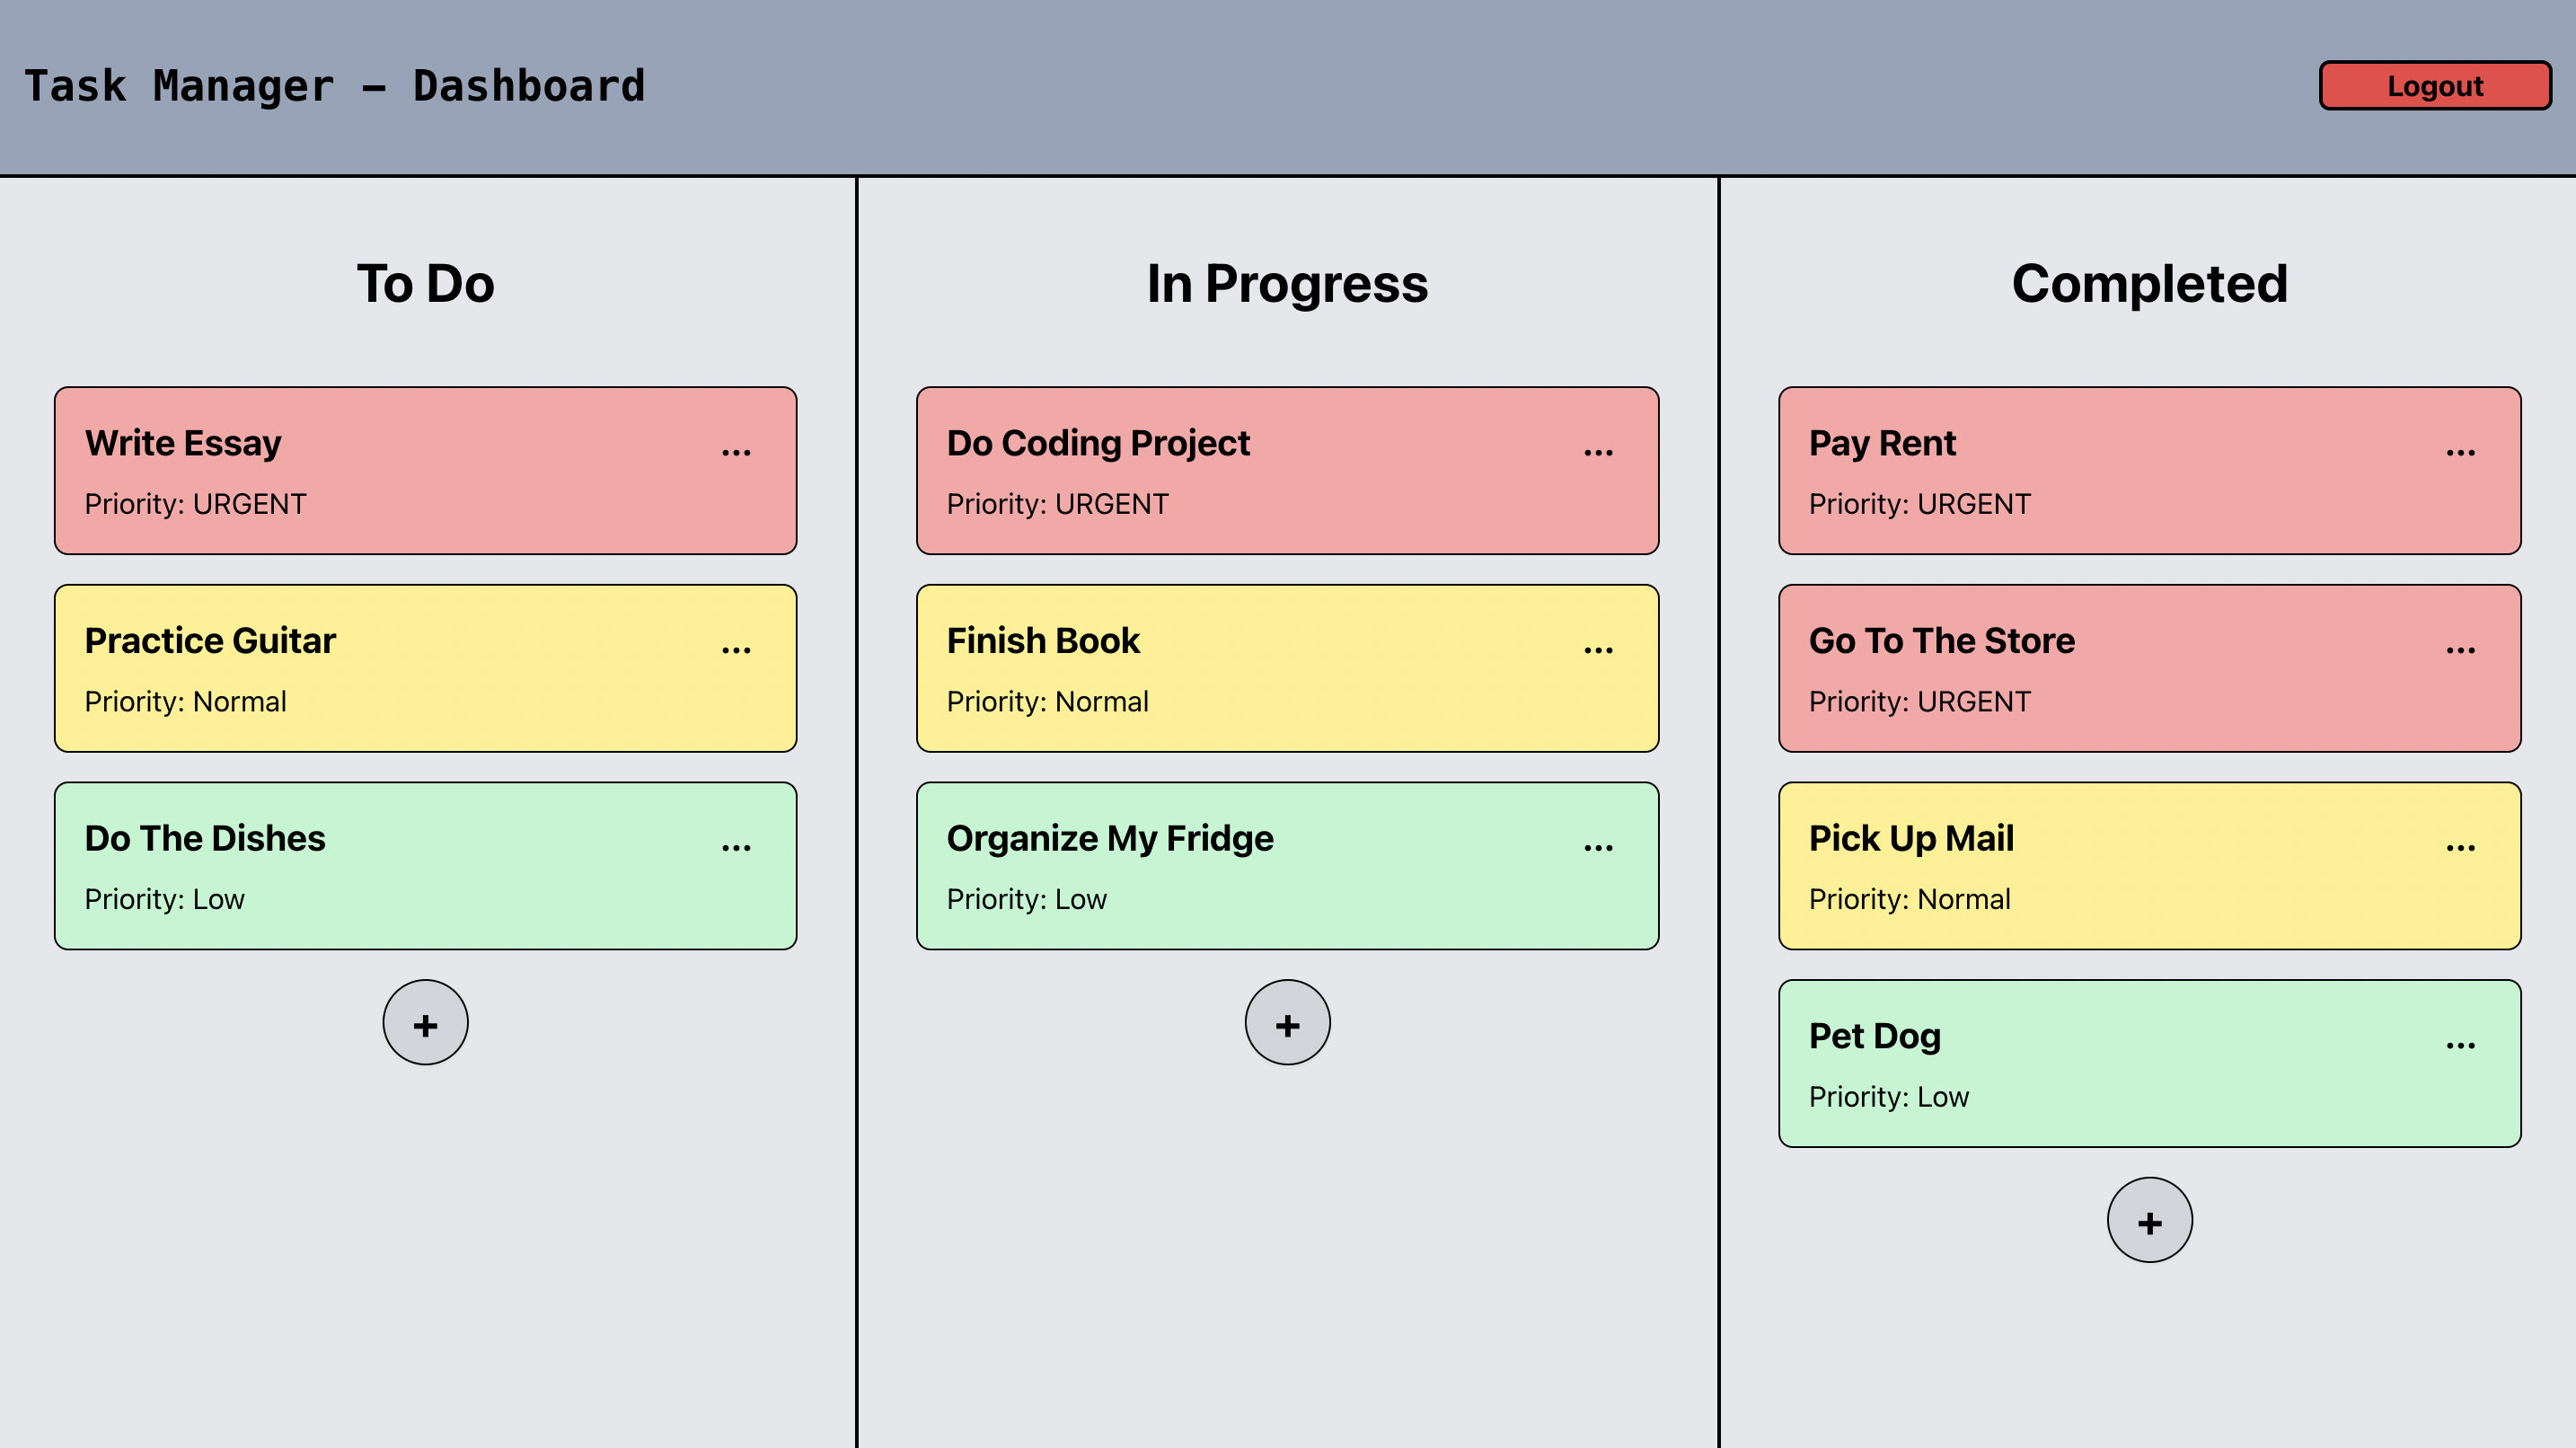 Task Manager – Dashboard
Logout
To Do
Write Essay
...
Priority: URGENT
Practice Guitar
...
Priority: Normal
Do The Dishes
...
Priority: Low
+
In Progress
Do Coding Project
...
Priority: URGENT
Finish Book
...
Priority: Normal
Organize My Fridge
...
Priority: Low
+
Completed
Pay Rent
...
Priority: URGENT
Go To The Store
...
Priority: URGENT
Pick Up Mail
...
Priority: Normal
Pet Dog
...
Priority: Low
+